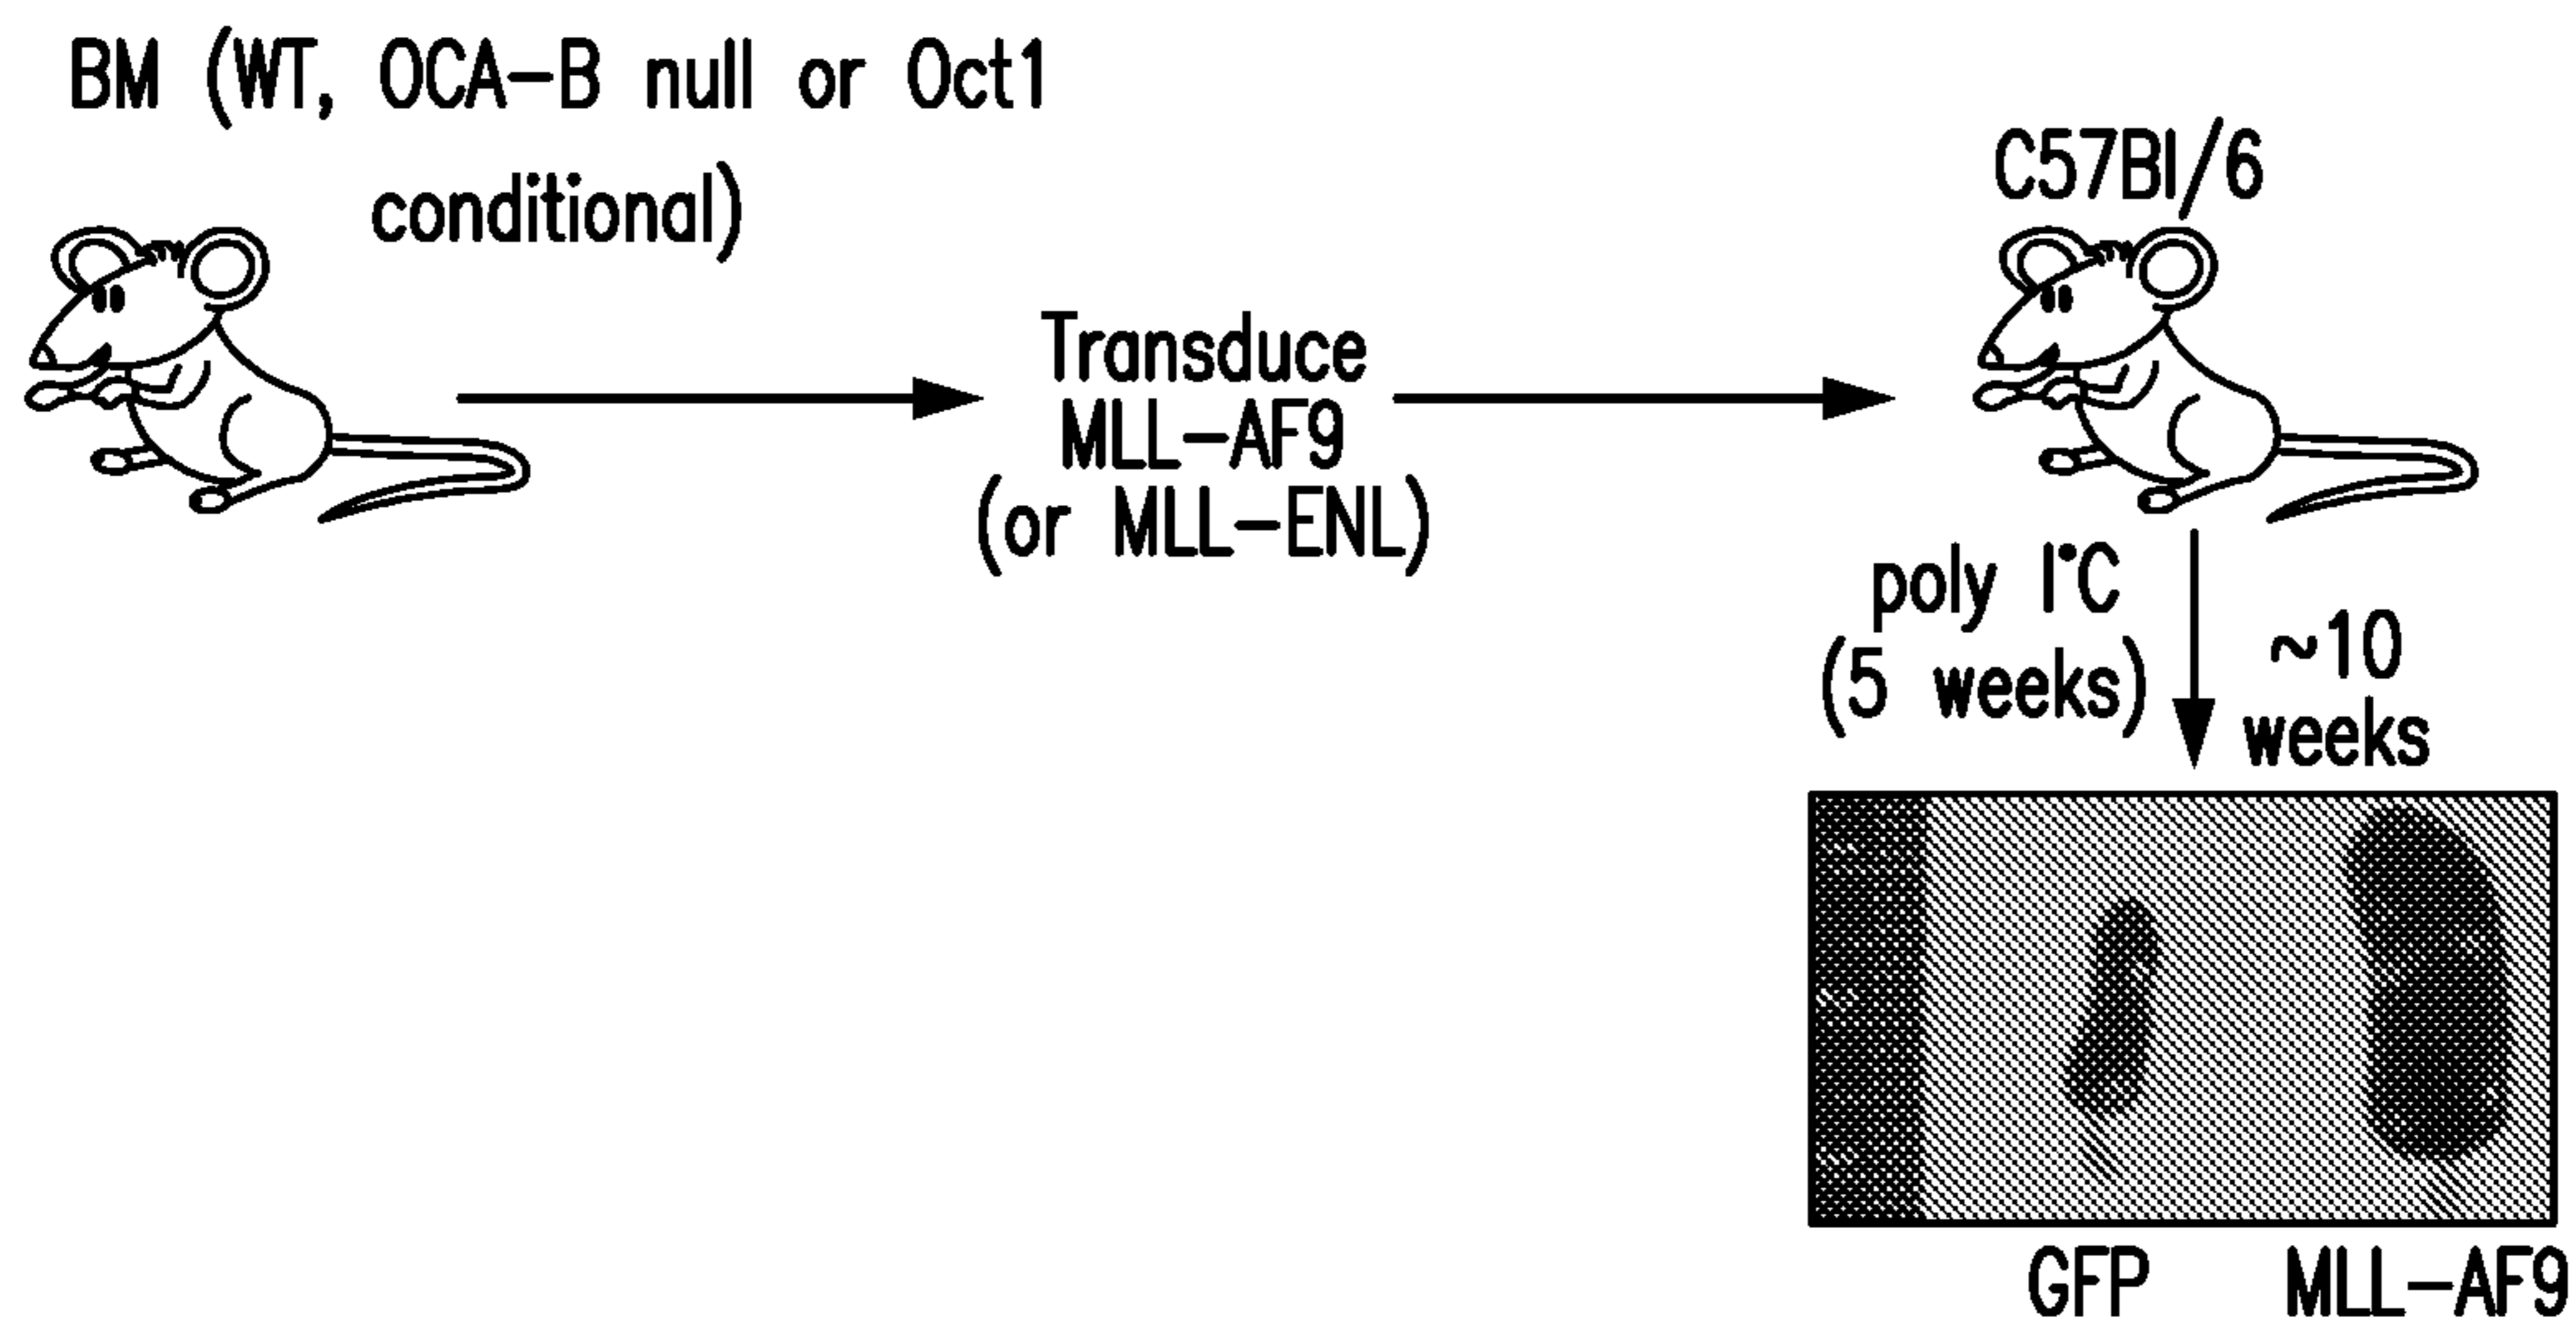 BM (WT, OCA-B null or Oct1
conditional)
C57Bl/6
Transduce
MLL-AF9
(or MLL-ENL)
poly I°C
(5 weeks)
~10
weeks
GFP
MLL-AF9